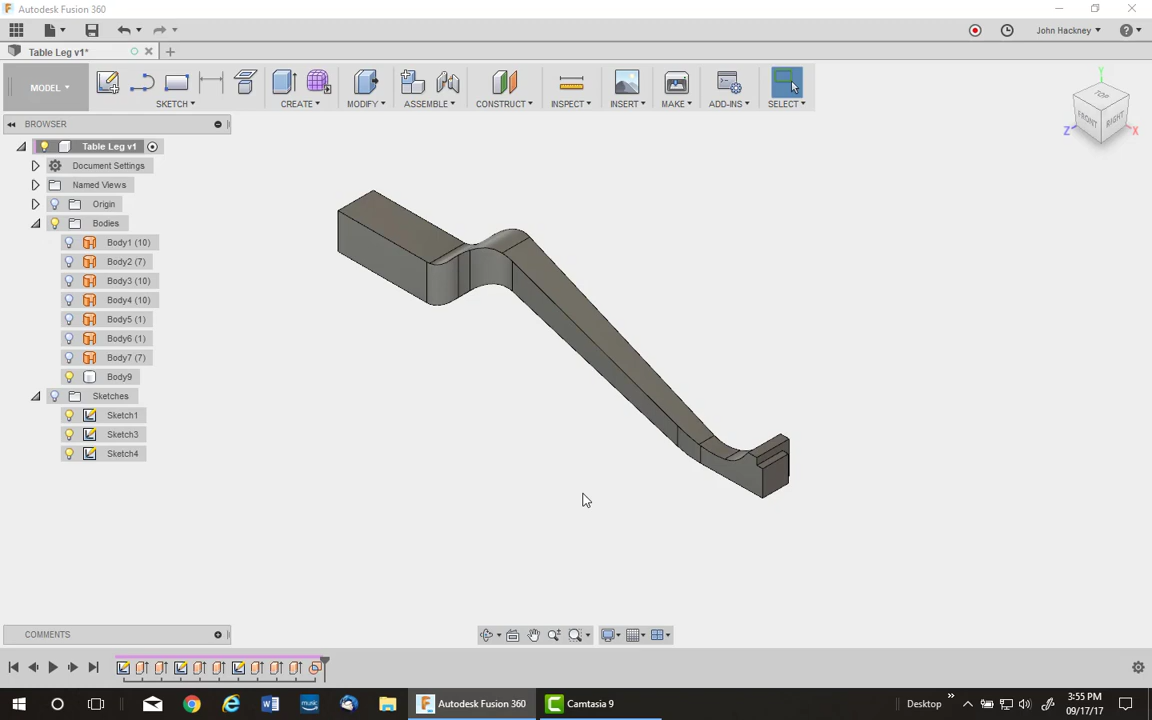 Autodesk Fusion 360
John Hackney
Table Leg v1*
MODEL
SKETCH
CREATE
MODIFY
ASSEMBLE
CONSTRUCT
INSPECT
INSERT
MAKE
ADD-INS
SELECT
TOP
FRONT
RIGHT
Y
Z
X
BROWSER
Table Leg v1
Document Settings
Named Views
Origin
Bodies
Body1 (10)
Body2 (7)
Body3 (10)
Body4 (10)
Body5 (1)
Body6 (1)
Body7 (7)
Body9
Sketches
Sketch1
Sketch3
Sketch4
COMMENTS
Autodesk Fusion 360
Camtasia 9
Desktop
3:55 PM
09/17/17